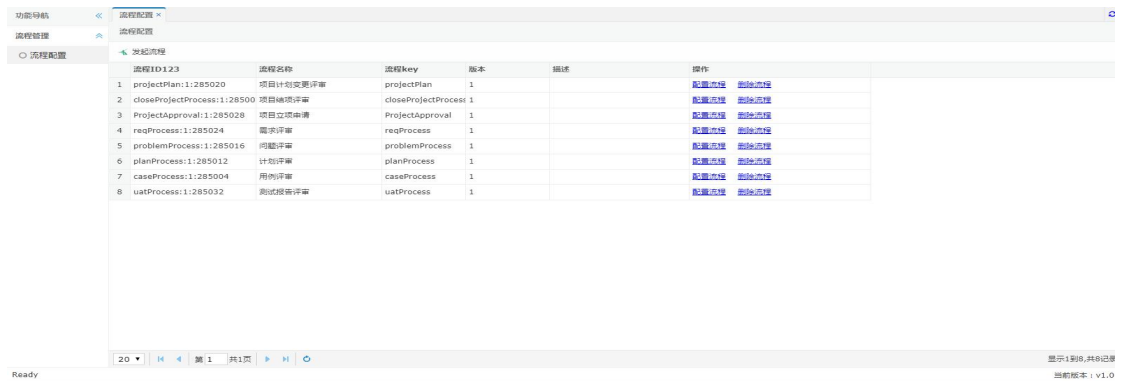 功能导航
流程管理
流程配置
流程配置 ×
流程配置
发起流程
流程ID123 流程名称 流程key 版本 描述 操作
1 projectPlan:1:285020 项目计划变更评审 projectPlan 1 配置流程 删除流程
2 closeProjectProcess:1:28500 项目结项评审 closeProjectProcess 1 配置流程 删除流程
3 ProjectApproval:1:285028 项目立项申请 ProjectApproval 1 配置流程 删除流程
4 reqProcess:1:285024 需求评审 reqProcess 1 配置流程 删除流程
5 problemProcess:1:285016 问题评审 problemProcess 1 配置流程 删除流程
6 planProcess:1:285012 计划评审 planProcess 1 配置流程 删除流程
7 caseProcess:1:285004 用例评审 caseProcess 1 配置流程 删除流程
8 uatProcess:1:285032 测试报告评审 uatProcess 1 配置流程 删除流程
20 第 1 共1页 显示1到8,共8记录
Ready 当前版本：v1.0